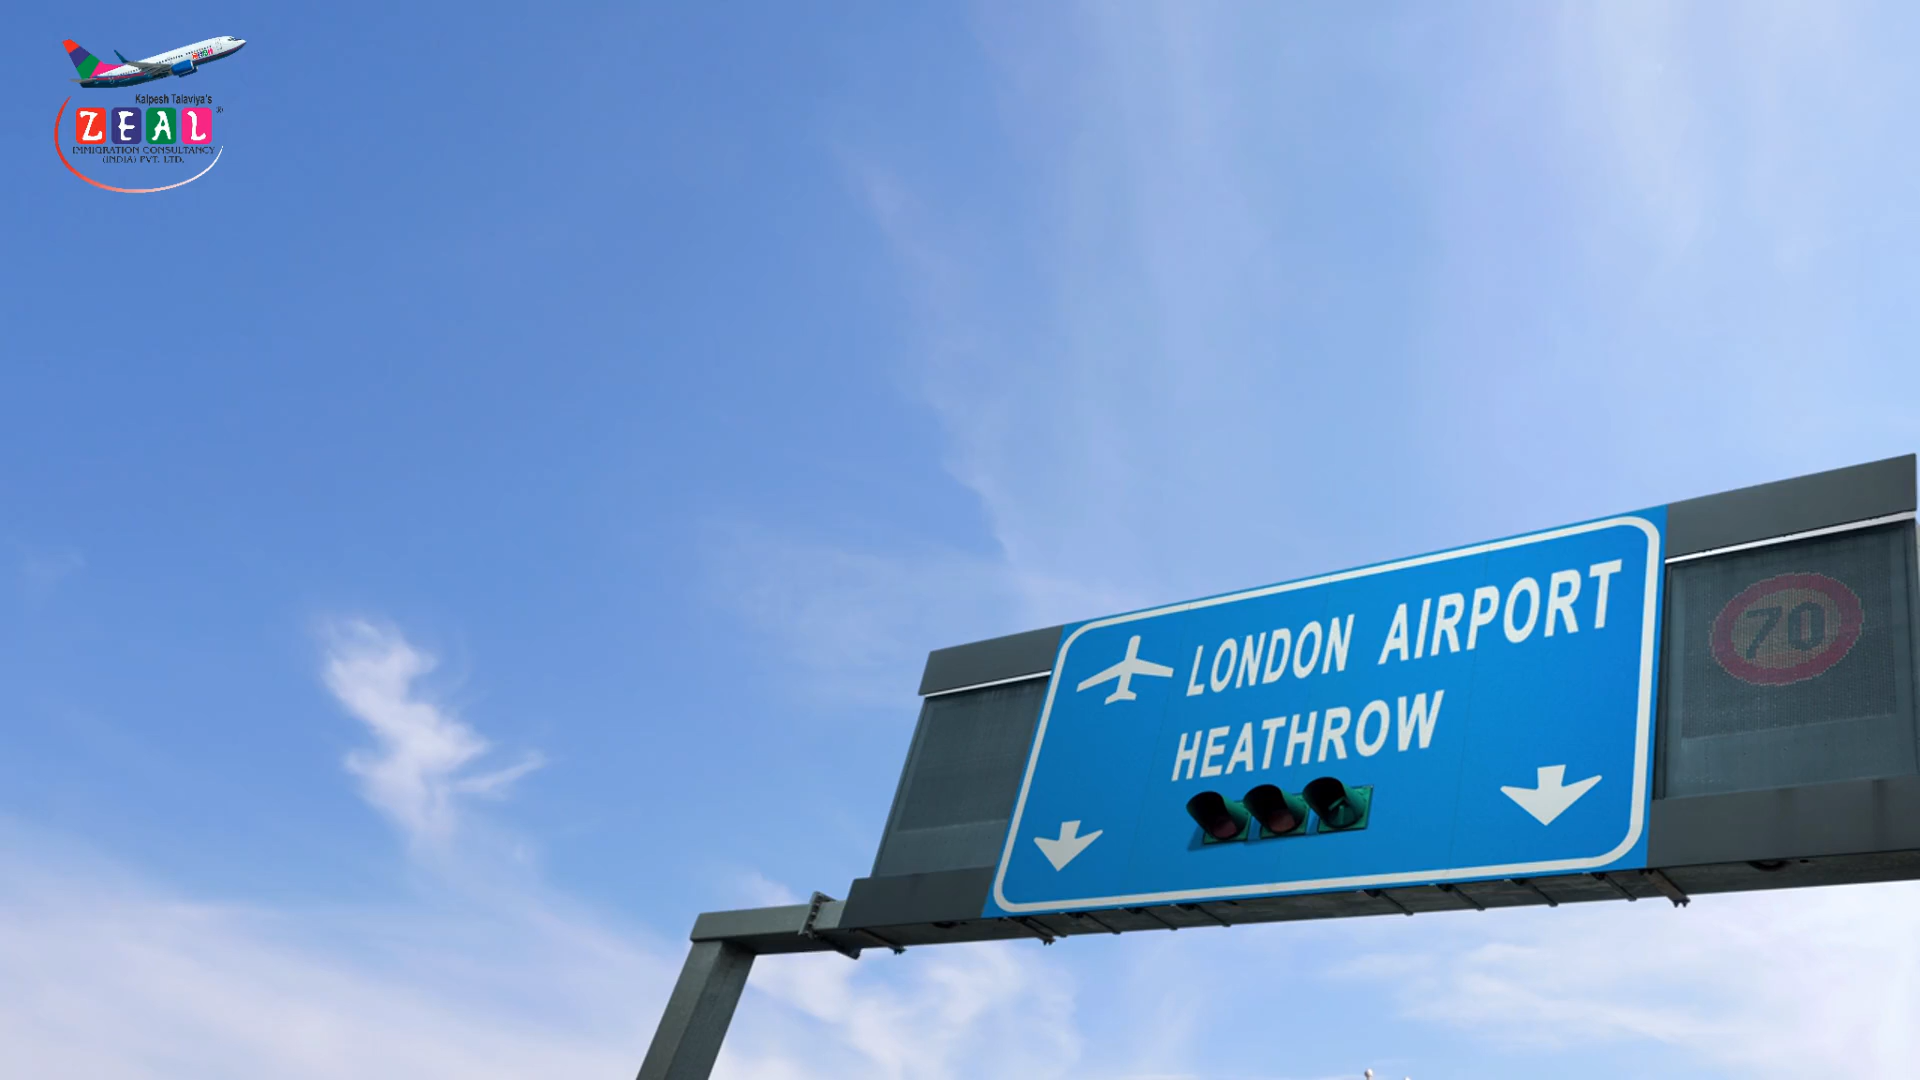 Kalpesh Talaviya's
ZEAL
IMMIGRATION CONSULTANCY
(INDIA) PVT. LTD.
LONDON AIRPORT
HEATHROW
70